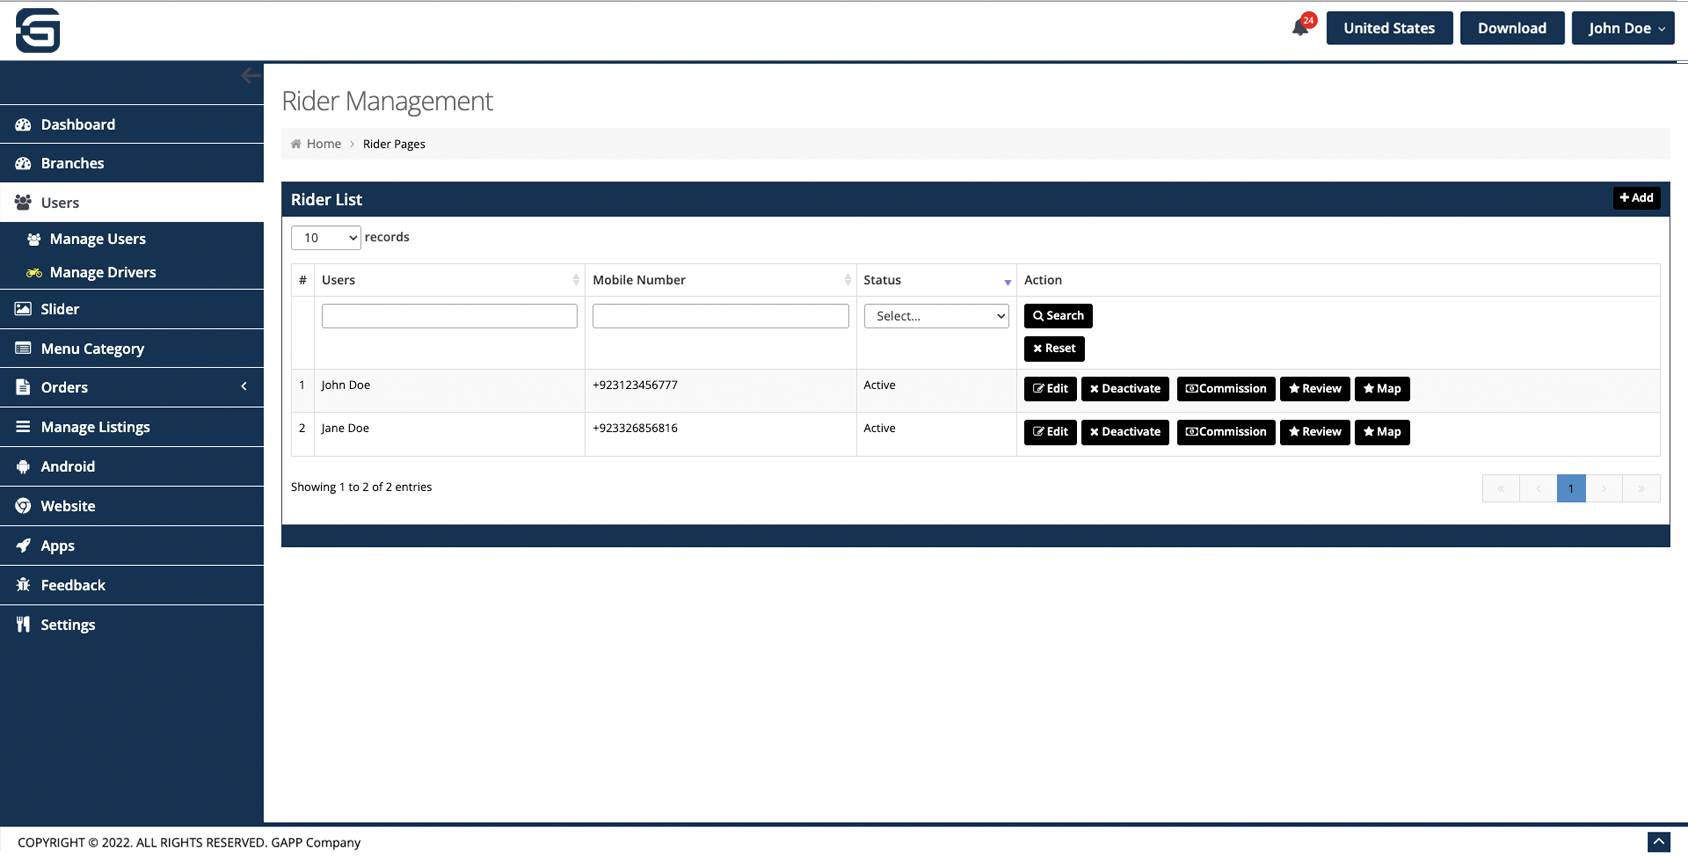 24
United States
Download
John Doe
Dashboard
Branches
Users
Manage Users
Manage Drivers
Slider
Menu Category
Orders
Manage Listings
Android
Website
Apps
Feedback
Settings
Rider Management
Home > Rider Pages
Rider List
Add
10 records
# Users Mobile Number Status Action
Select... Search
Reset
1 John Doe +923123456777 Active Edit Deactivate Commission Review Map
2 Jane Doe +923326856816 Active Edit Deactivate Commission Review Map
Showing 1 to 2 of 2 entries
« ‹ 1 › »
COPYRIGHT © 2022. ALL RIGHTS RESERVED. GAPP Company